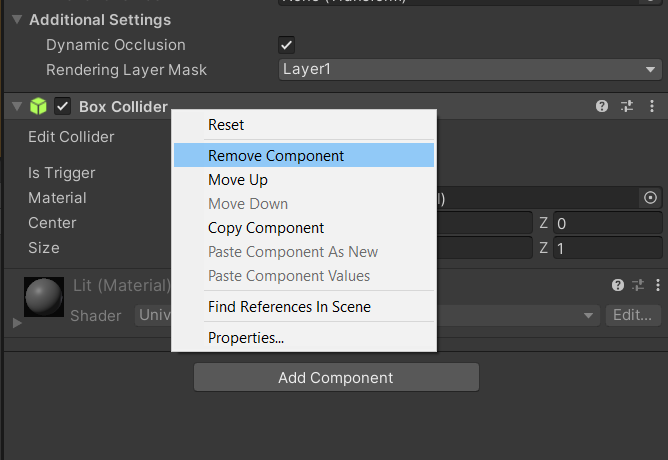 Additional Settings
Dynamic Occlusion
Rendering Layer Mask Layer1
Box Collider
Edit Collider
Is Trigger
Material
Center Z 0
Size Z 1
Reset
Remove Component
Move Up
Move Down
Copy Component
Paste Component As New
Paste Component Values
Find References In Scene
Properties...
Lit (Material)
Shader Univ Edit...
Add Component